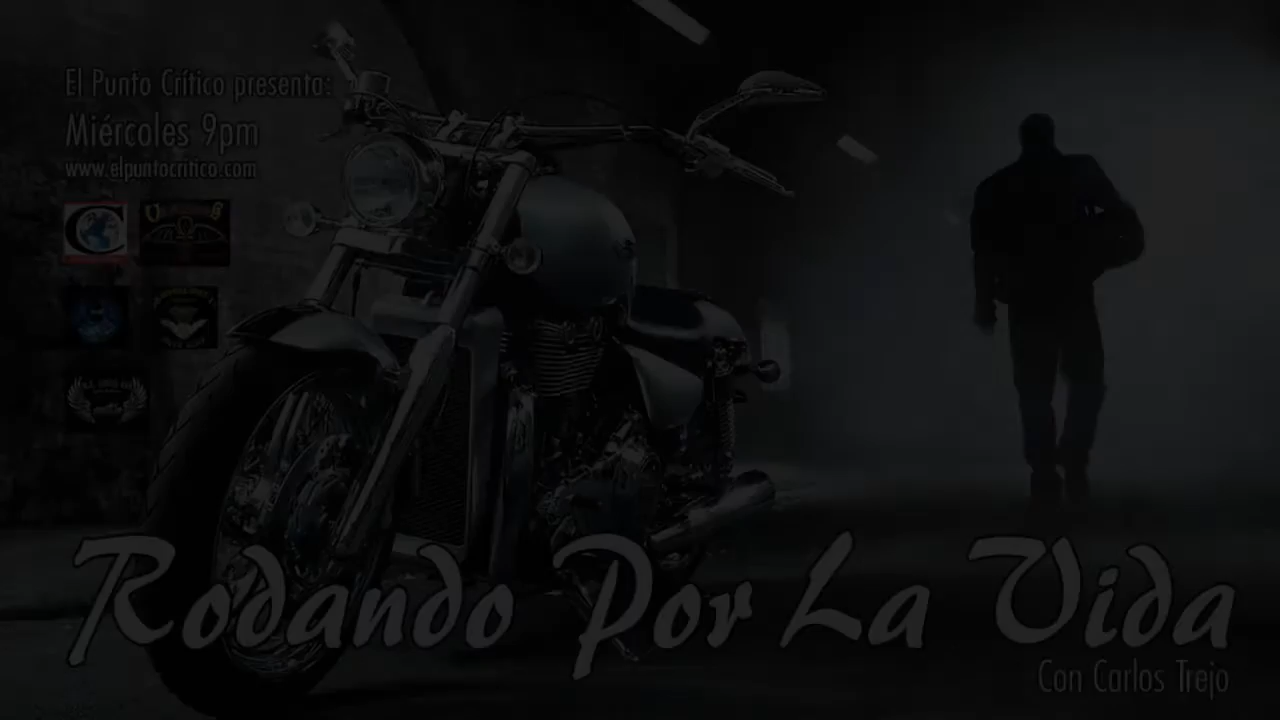 El Punto Crítico presenta:
Miércoles 9pm
www.elpuntocritico.com
Rodando Por La Vida
Con Carlos Trejo